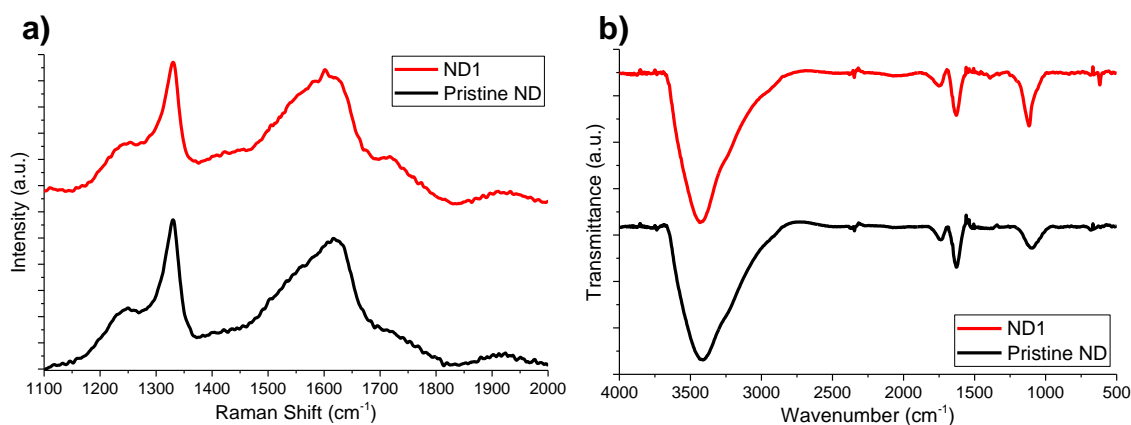 a)
ND1
Pristine ND
Intensity (a.u.)
1100 1200 1300 1400 1500 1600 1700 1800 1900 2000
Raman Shift (cm⁻¹)
b)
Transmittance (a.u.)
ND1
Pristine ND
4000 3500 3000 2500 2000 1500 1000 500
Wavenumber (cm⁻¹)